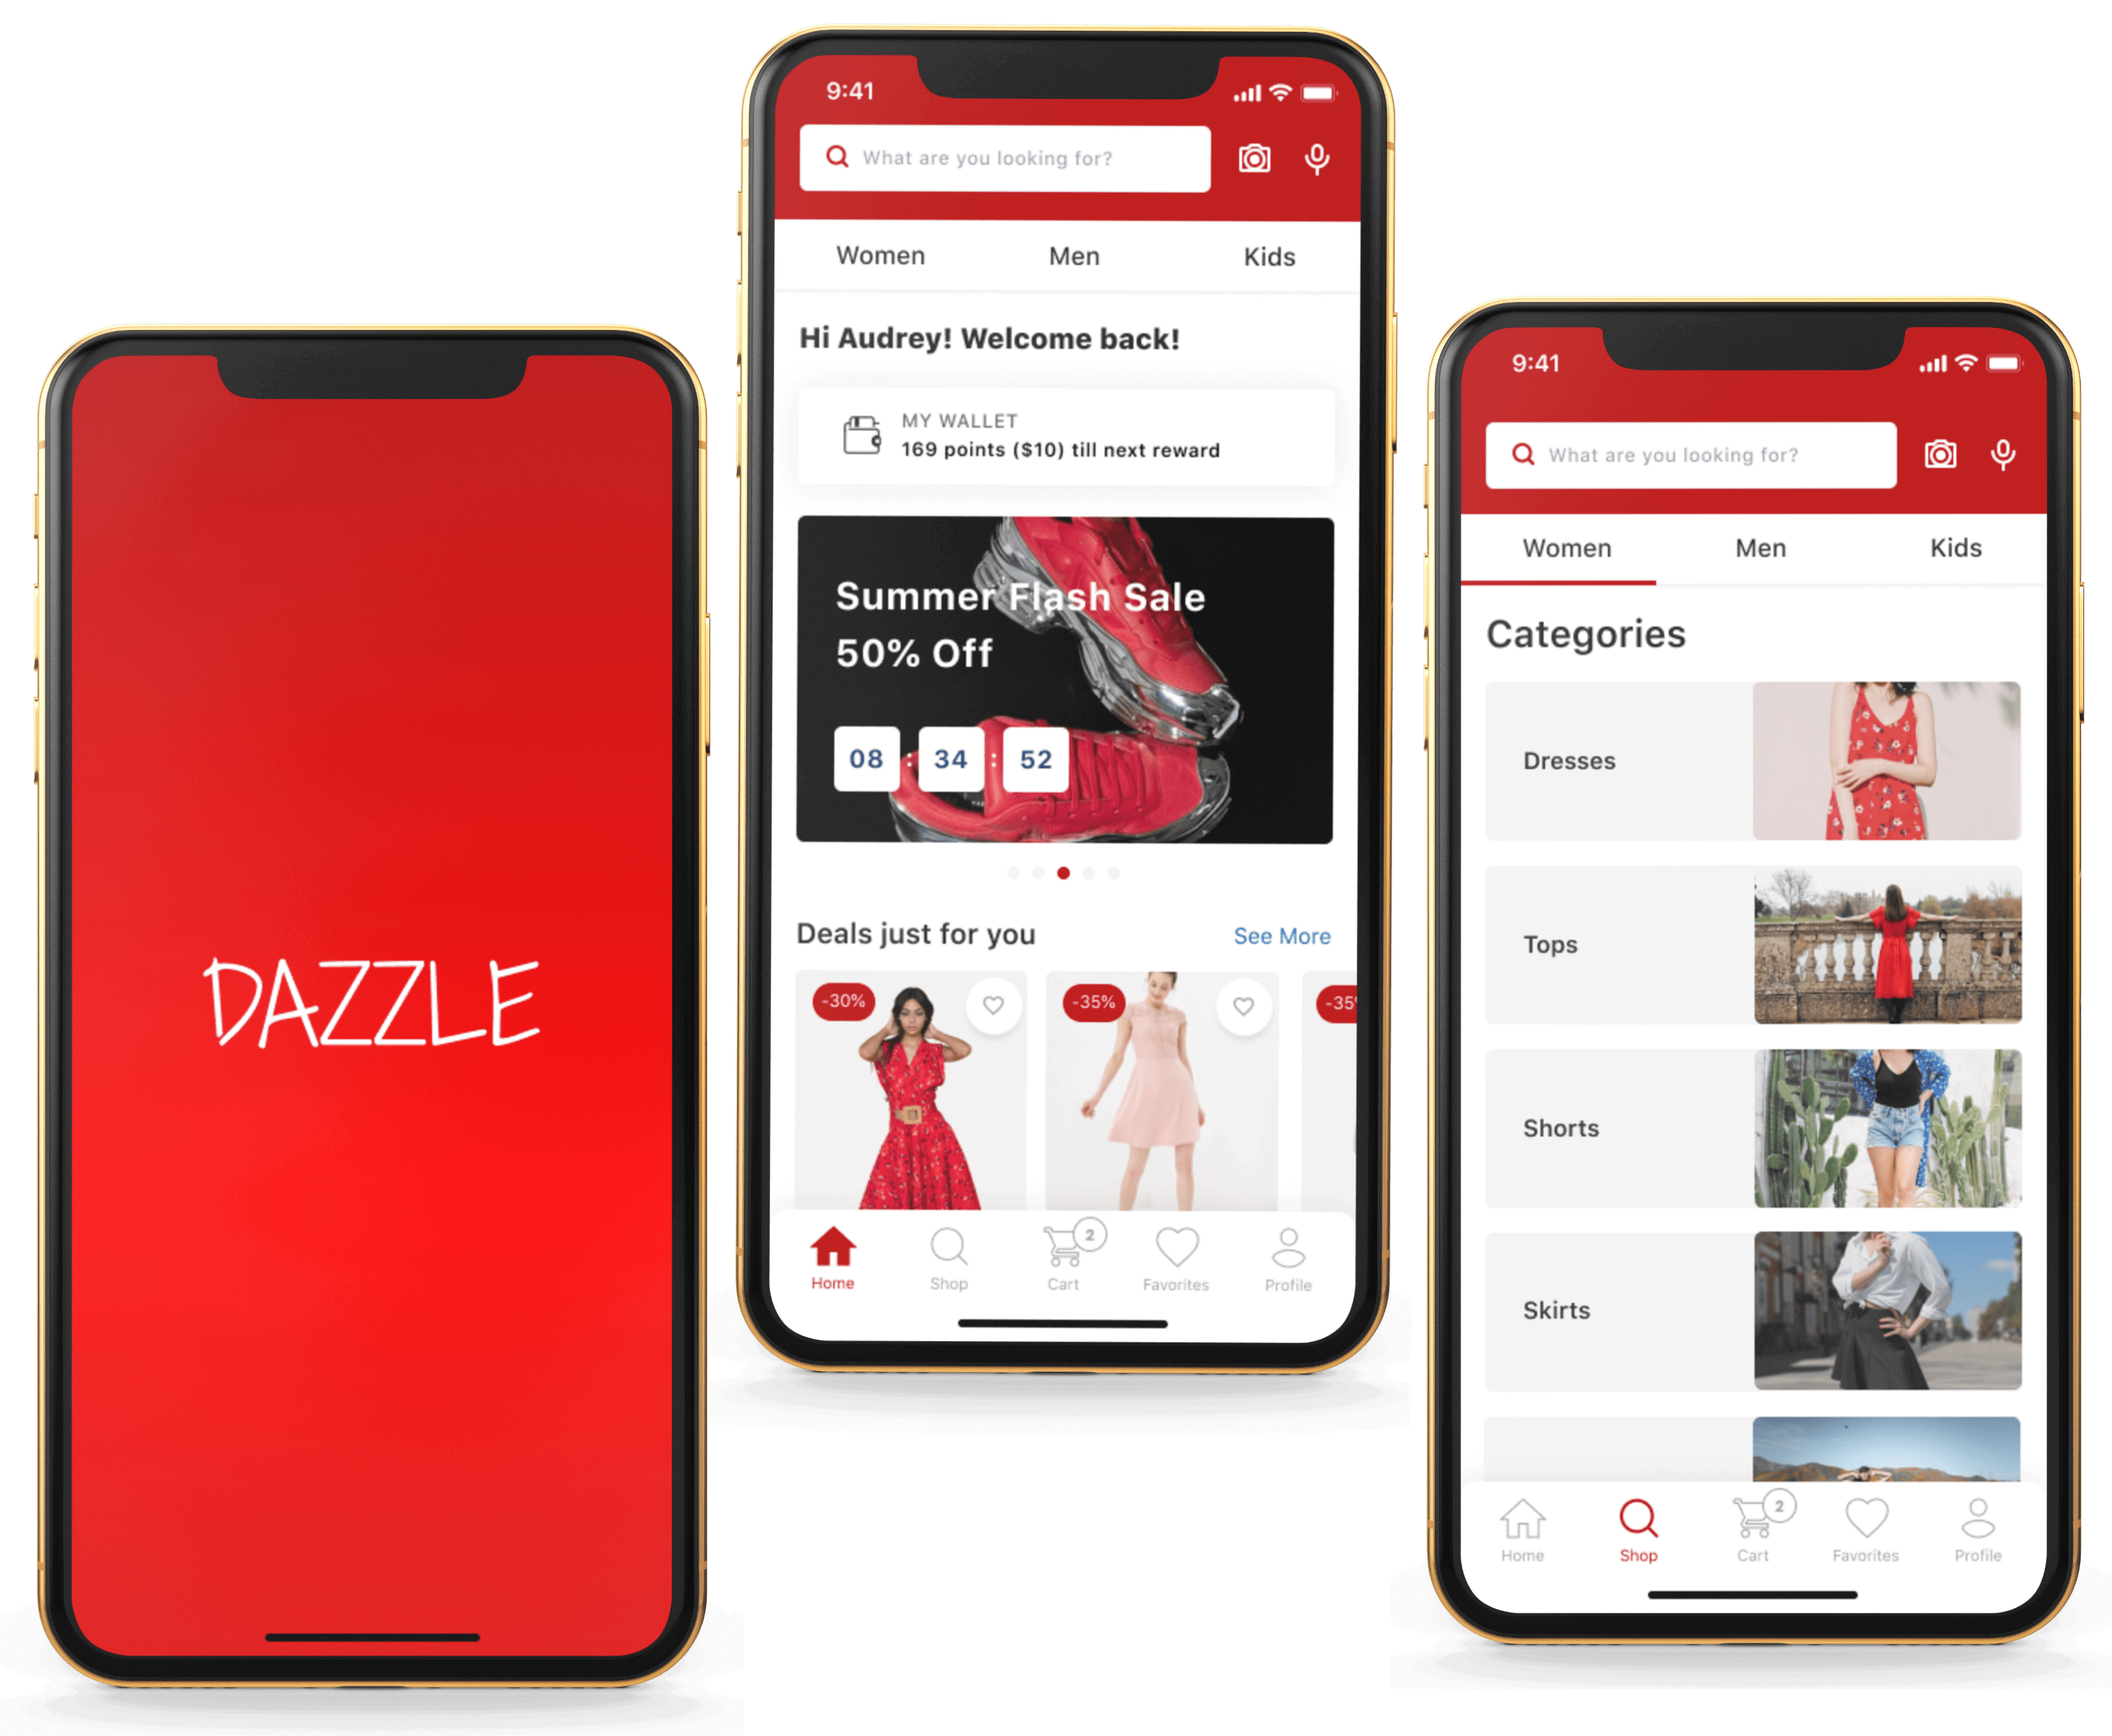 DAZZLE
9:41
What are you looking for?
Women Men Kids
Hi Audrey! Welcome back!
MY WALLET
169 points ($10) till next reward
Summer Flash Sale
50% Off
08 : 34 : 52
Deals just for you See More
-30% -35% -35
2
Home Shop Cart Favorites Profile
9:41
What are you looking for?
Women Men Kids
Categories
Dresses
Tops
Shorts
Skirts
2
Home Shop Cart Favorites Profile